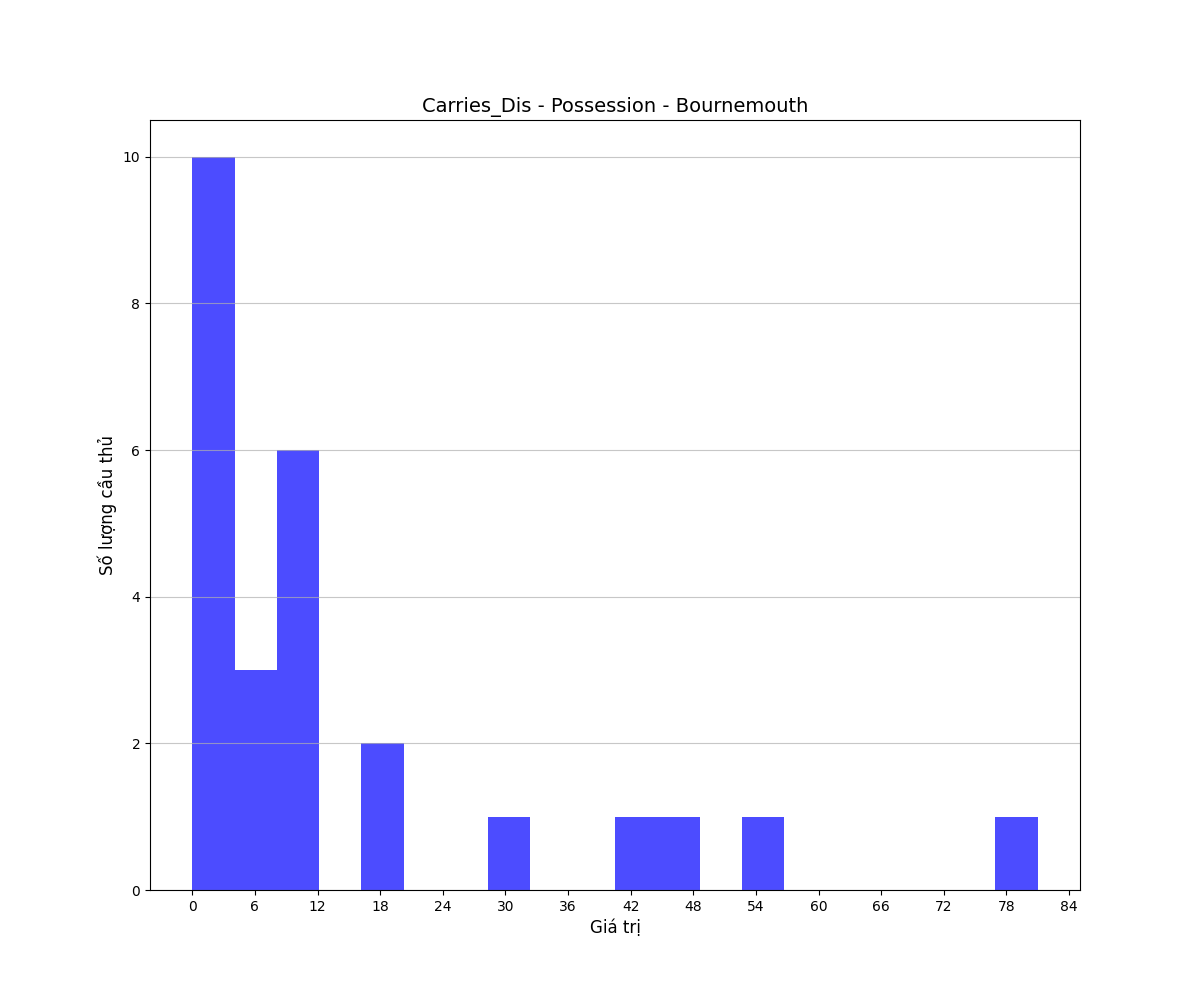 Carries_Dis - Possession - Bournemouth
Số lượng cầu thủ
10
8
6
4
2
0
0 6 12 18 24 30 36 42 48 54 60 66 72 78 84
Giá trị